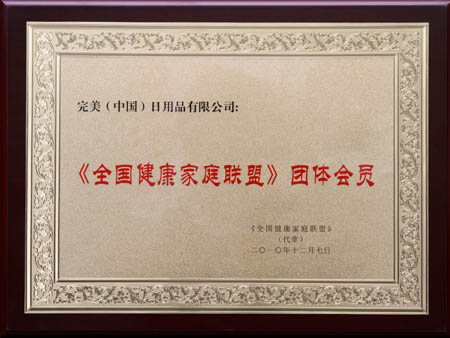 完美（中国）日用品有限公司:
《全国健康家庭联盟》团体会员
《全国健康家庭联盟》
（代章）
二○一○年十二月七日